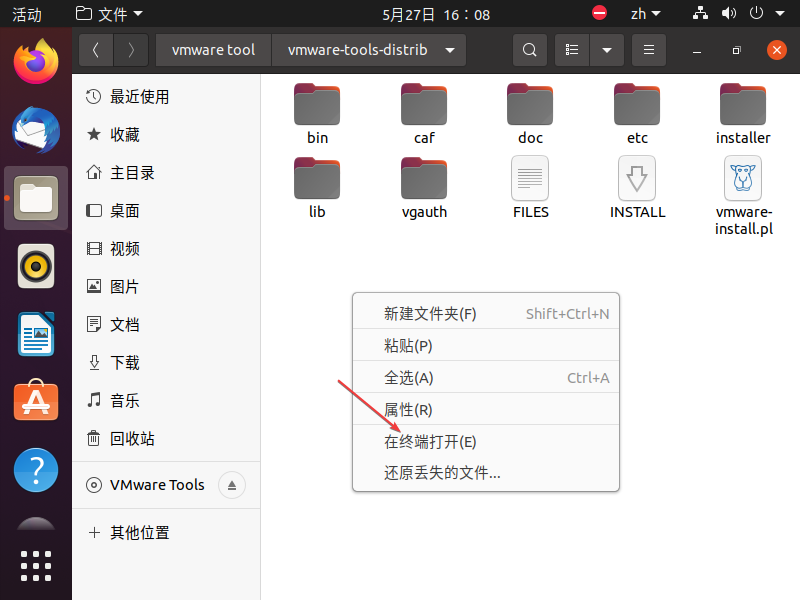 活动
文件
5月27日 16：08
zh
vmware tool
vmware-tools-distrib
最近使用
收藏
主目录
桌面
视频
图片
文档
下载
音乐
回收站
VMware Tools
其他位置
bin
caf
doc
etc
installer
lib
vgauth
FILES
INSTALL
vmware-
install.pl
新建文件夹(F) Shift+Ctrl+N
粘贴(P)
全选(A) Ctrl+A
属性(R)
在终端打开(E)
还原丢失的文件...